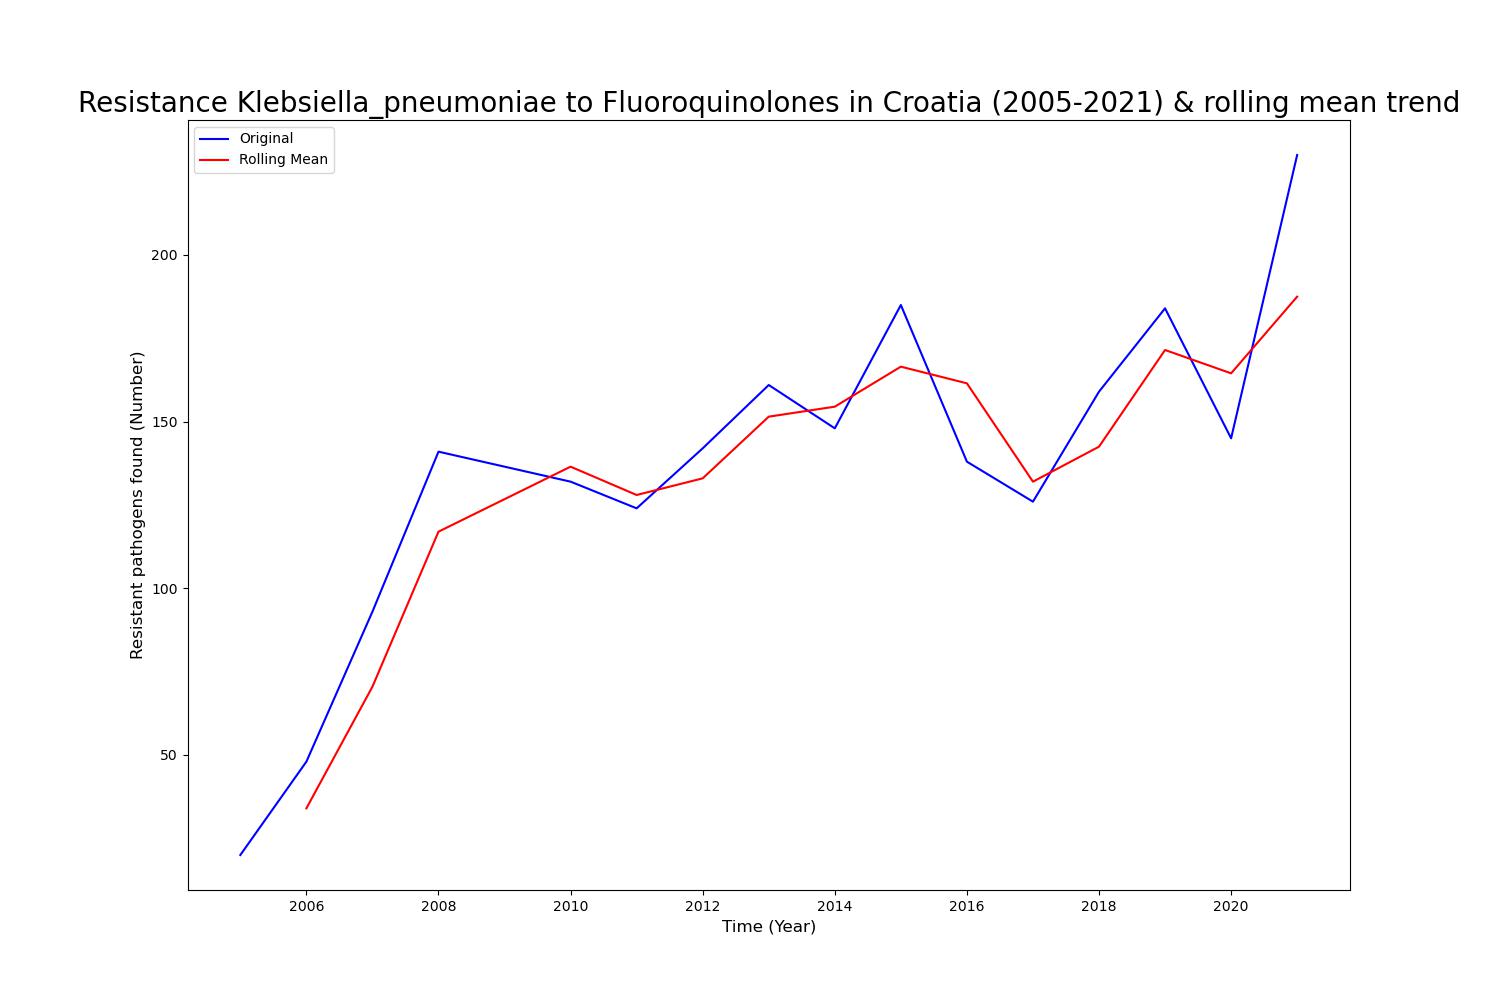 Resistance Klebsiella_pneumoniae to Fluoroquinolones in Croatia (2005-2021) & rolling mean trend
Original
Rolling Mean
Resistant pathogens found (Number)
200
150
100
50
2006 2008 2010 2012 2014 2016 2018 2020
Time (Year)